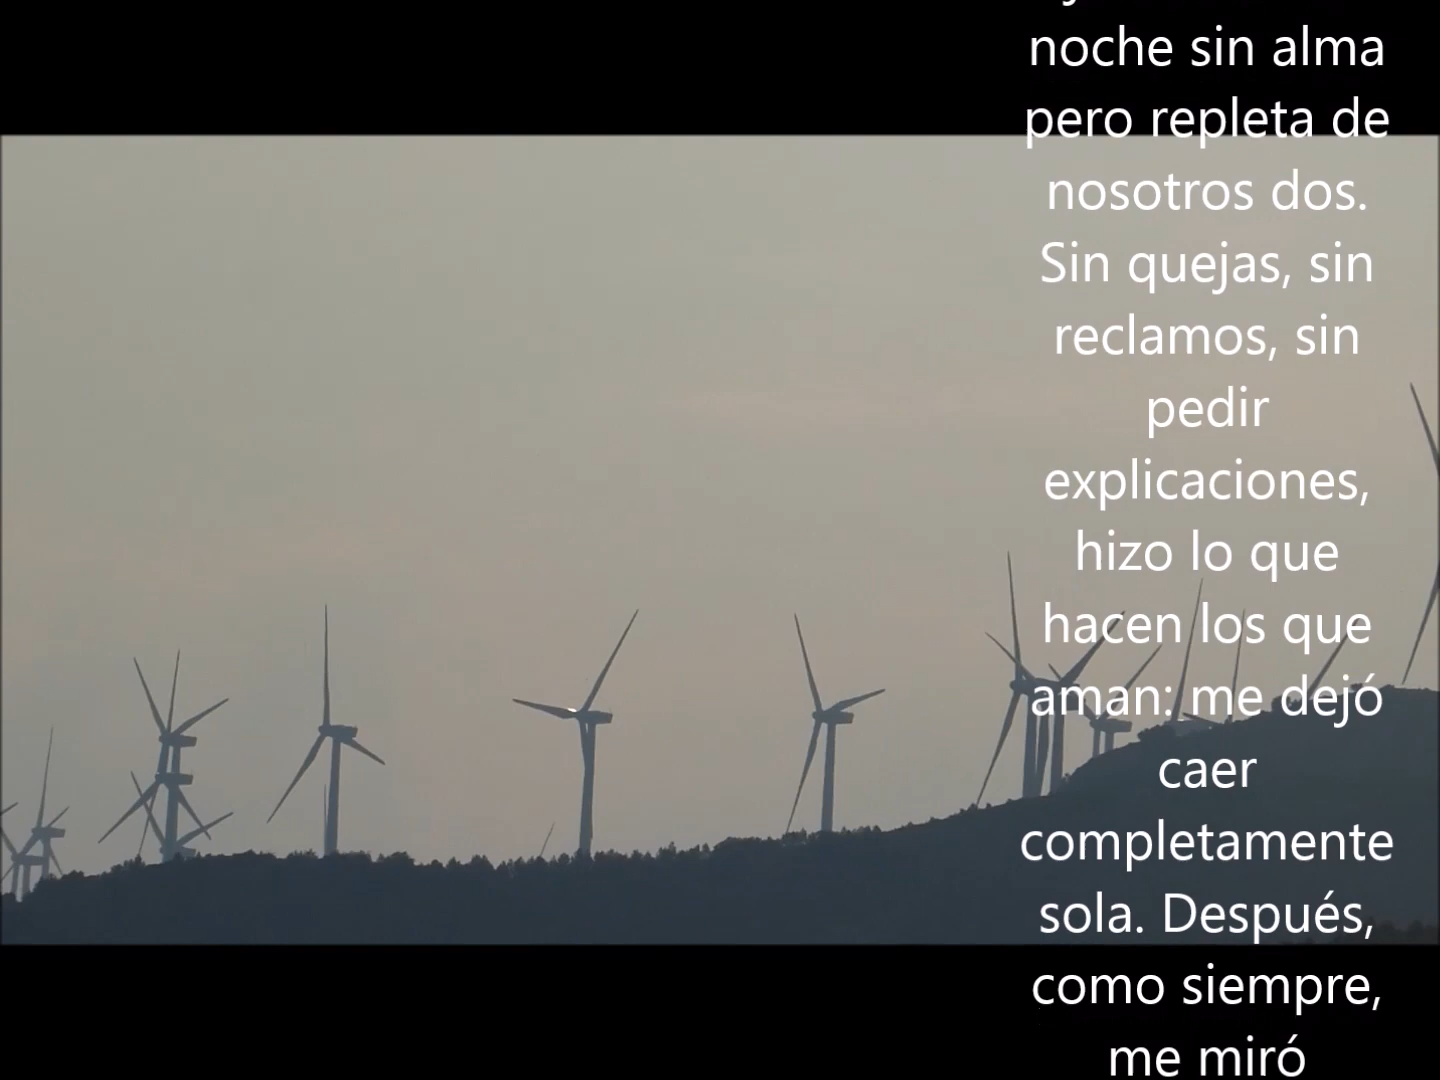 noche sin alma
pero repleta de
nosotros dos.
Sin quejas, sin
reclamos, sin
pedir
explicaciones,
hizo lo que
hacen los que
aman: me dejó
caer
completamente
sola. Después,
como siempre,
me miró